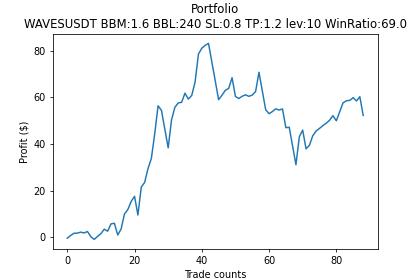 Portfolio
WAVESUSDT BBM:1.6 BBL:240 SL:0.8 TP:1.2 lev:10 WinRatio:69.0
Profit ($)
80
60
40
20
0
0 20 40 60 80
Trade counts